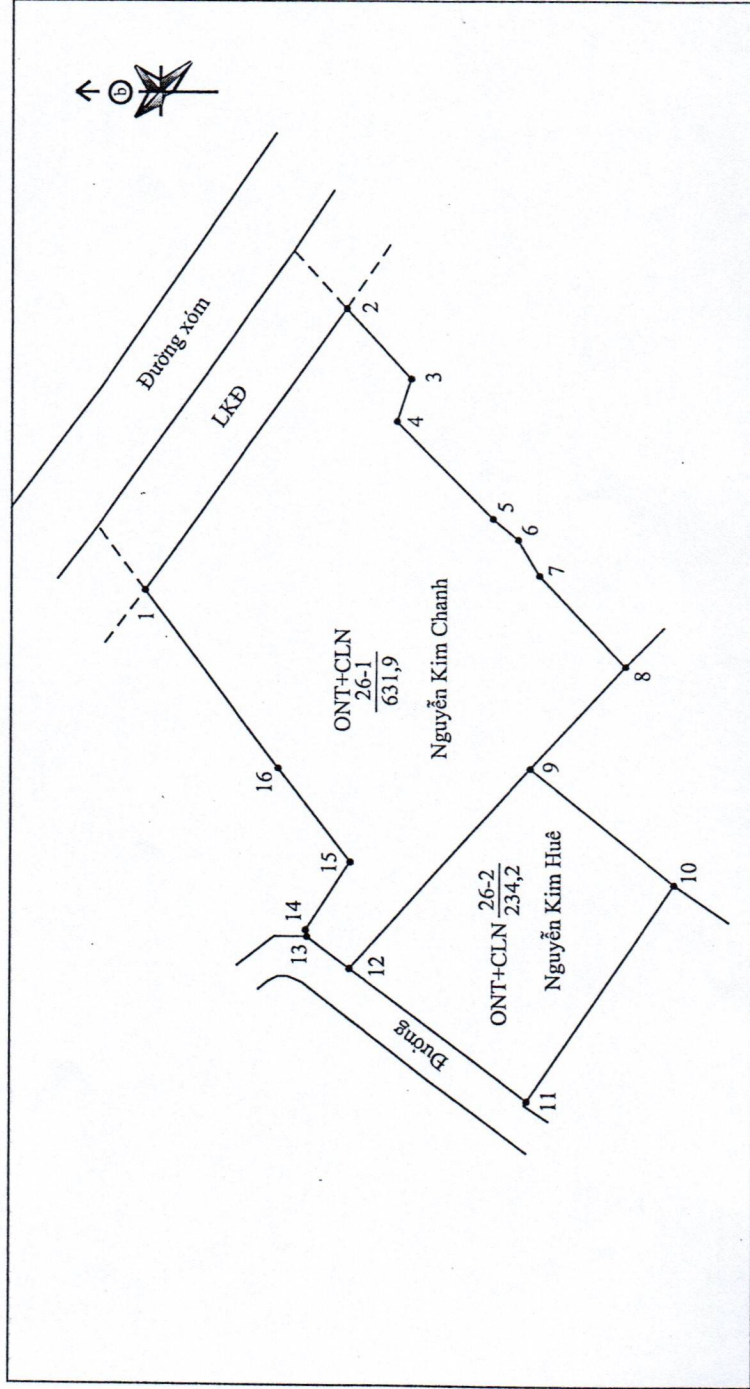 b
Đường xóm
LKĐ
1
2
3
4
5
6
7
8
9
10
11
12
13
14
15
16
ONT+CLN
26-1
631,9
Nguyễn Kim Chanh
ONT+CLN 26-2
234,2
Nguyễn Kim Huê
Đường